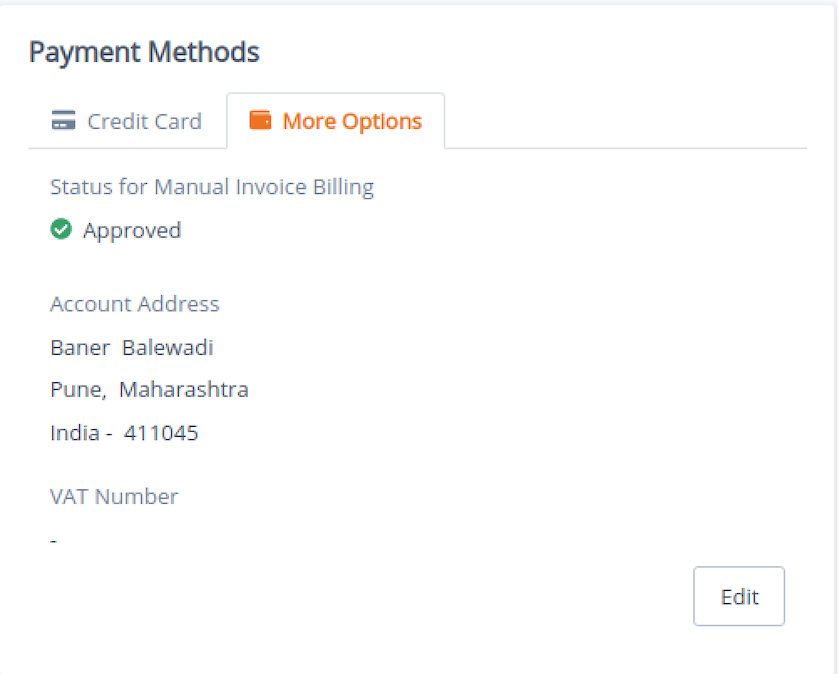 Payment Methods
Credit Card
More Options
Status for Manual Invoice Billing
Approved
Account Address
Baner Balewadi
Pune, Maharashtra
India - 411045
VAT Number
-
Edit